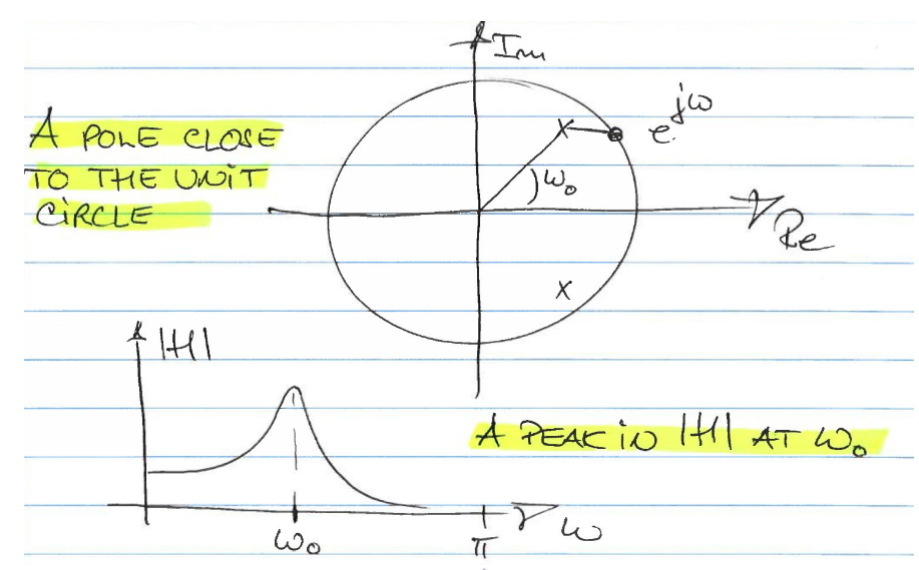 Im
A POLE CLOSE
TO THE UNIT
CIRCLE
e^jω
ω₀
Re
|H|
A PEAK IN |H| AT ω₀
ω₀
π
ω